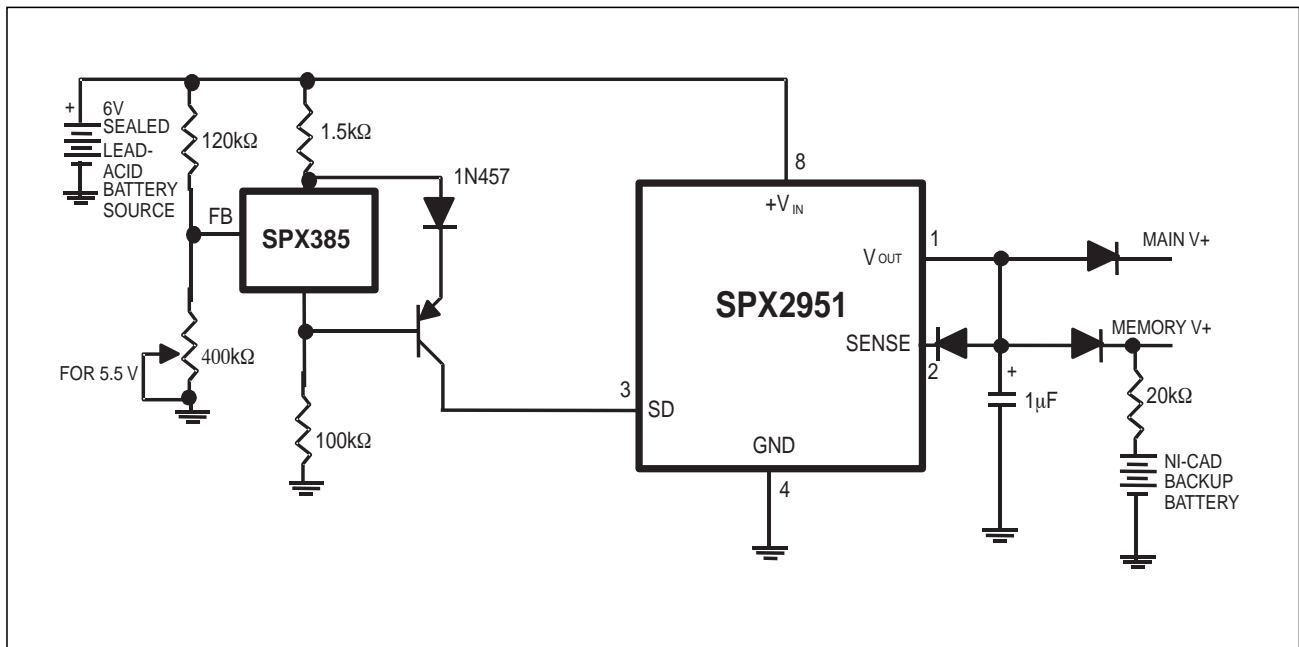 + 6V
SEALED
LEAD-
ACID
BATTERY
SOURCE
120kΩ
1.5kΩ
1N457
FB
SPX385
FOR 5.5 V
400kΩ
100kΩ
8
+VIN
1
VOUT
SPX2951
SENSE
2
3
SD
GND
4
MAIN V+
MEMORY V+
+
1μF
20kΩ
NI-CAD
BACKUP
BATTERY